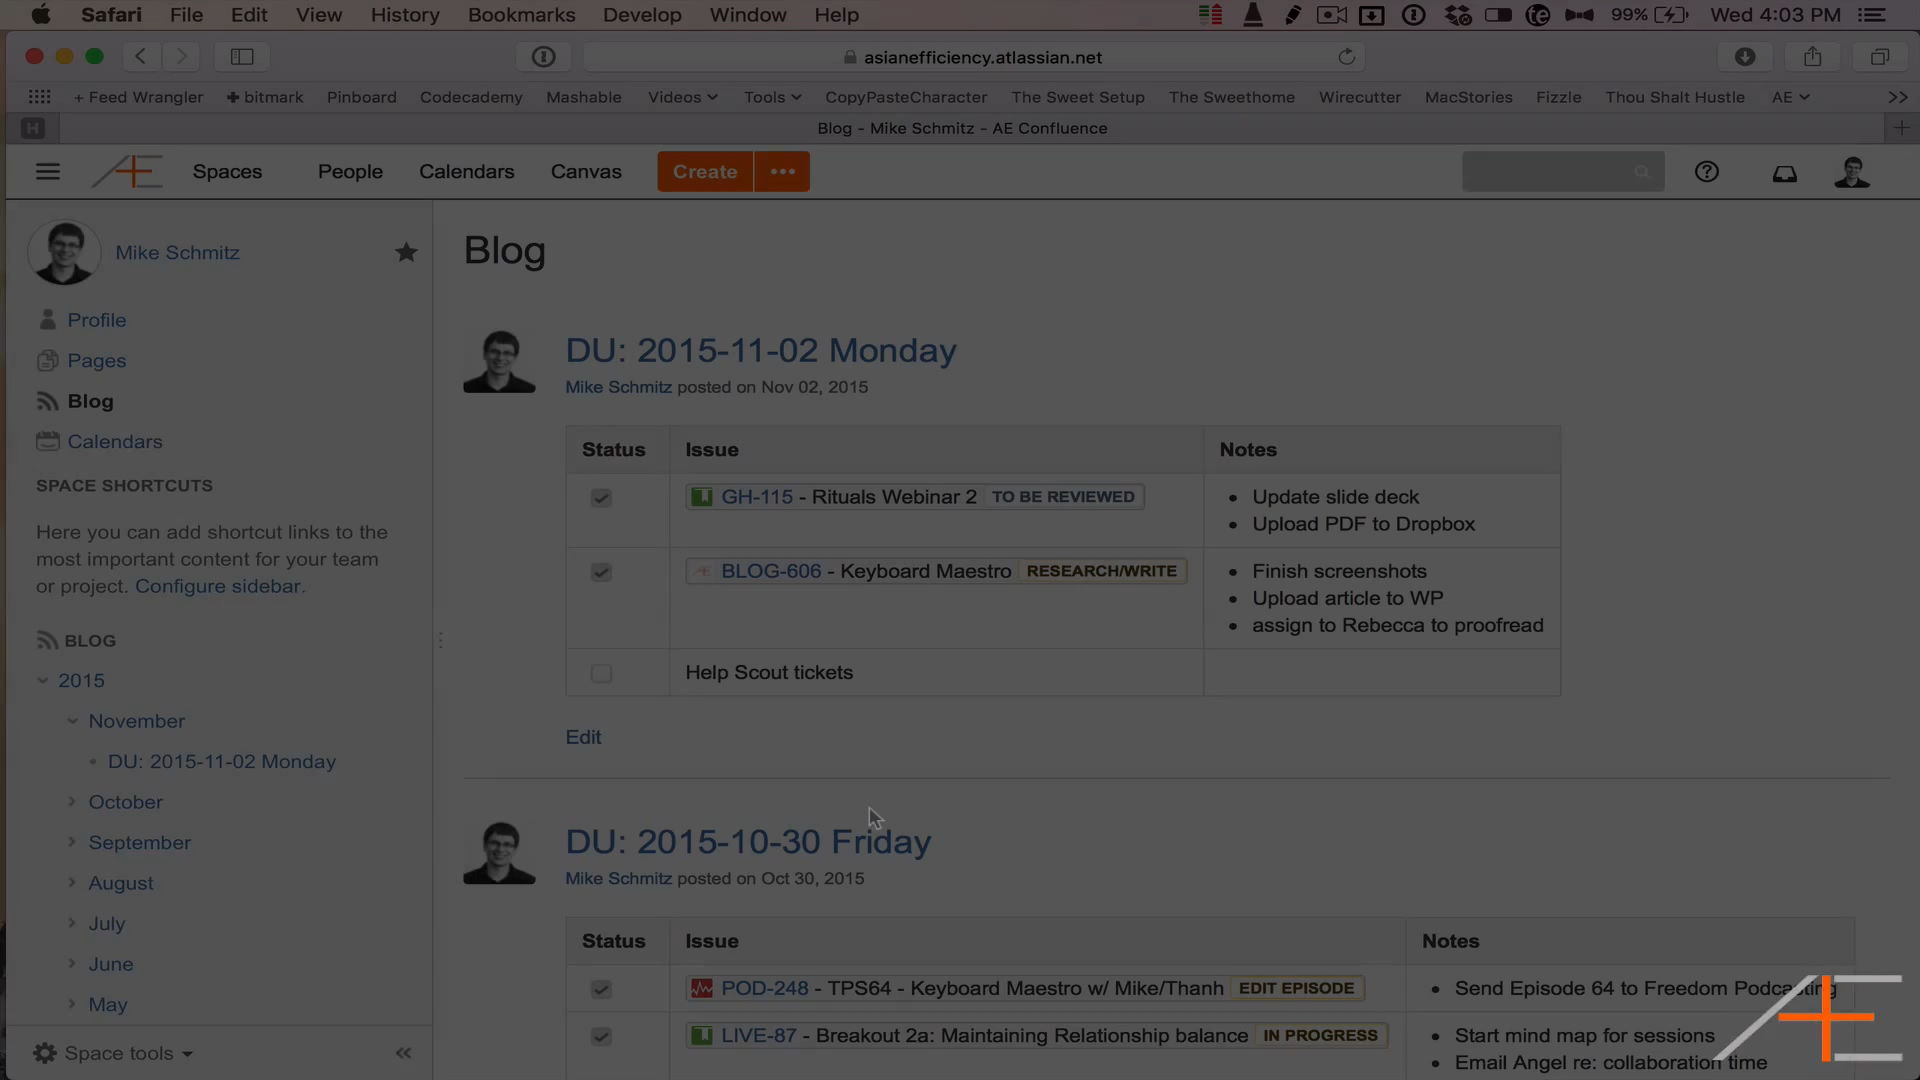 Safari File Edit View History Bookmarks Develop Window Help
te 99% Wed 4:03 PM
asianefficiency.atlassian.net
+ Feed Wrangler + bitmark Pinboard Codecademy Mashable Videos Tools CopyPasteCharacter The Sweet Setup The Sweethome Wirecutter MacStories Fizzle Thou Shalt Hustle AE
H
Blog - Mike Schmitz - AE Confluence
AE Spaces People Calendars Canvas Create •••
Mike Schmitz
Profile
Pages
Blog
Calendars
SPACE SHORTCUTS
Here you can add shortcut links to the
most important content for your team
or project. Configure sidebar.
BLOG
2015
November
DU: 2015-11-02 Monday
October
September
August
July
June
May
Space tools
Blog
DU: 2015-11-02 Monday
Mike Schmitz posted on Nov 02, 2015
Status Issue Notes
GH-115 - Rituals Webinar 2 TO BE REVIEWED
• Update slide deck
• Upload PDF to Dropbox
BLOG-606 - Keyboard Maestro RESEARCH/WRITE
• Finish screenshots
• Upload article to WP
• assign to Rebecca to proofread
Help Scout tickets
Edit
DU: 2015-10-30 Friday
Mike Schmitz posted on Oct 30, 2015
Status Issue Notes
POD-248 - TPS64 - Keyboard Maestro w/ Mike/Thanh EDIT EPISODE
• Send Episode 64 to Freedom Podcasting
LIVE-87 - Breakout 2a: Maintaining Relationship balance IN PROGRESS
• Start mind map for sessions
• Email Angel re: collaboration time
AE